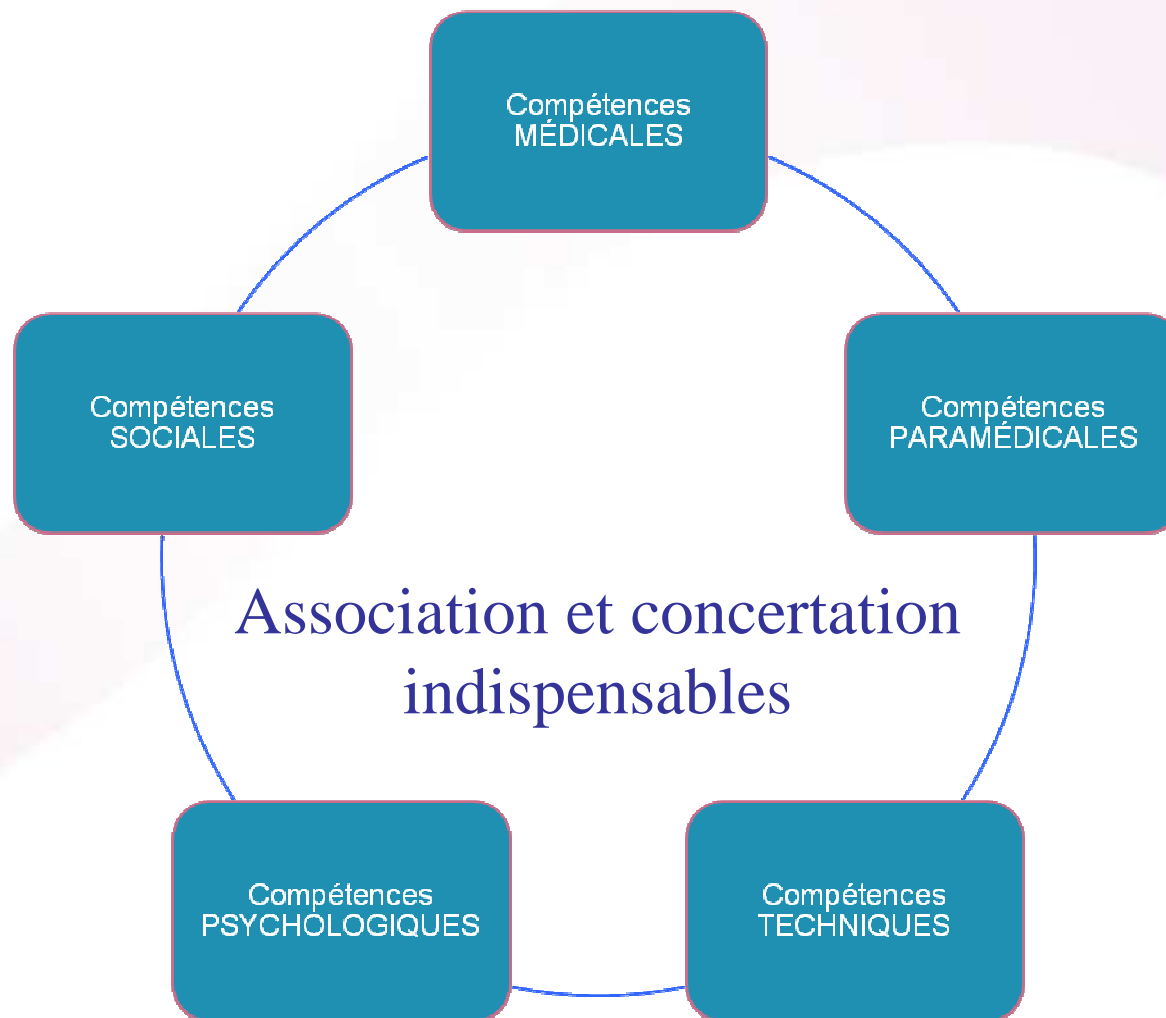 Compétences
MÉDICALES
Compétences
SOCIALES
Compétences
PARAMÉDICALES
Association et concertation
indispensables
Compétences
PSYCHOLOGIQUES
Compétences
TECHNIQUES